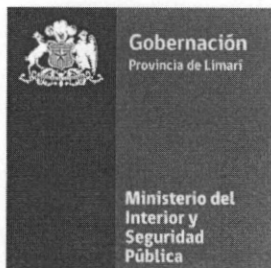 Gobernación
Provincia de Limarí
Ministerio del
Interior y
Seguridad
Pública